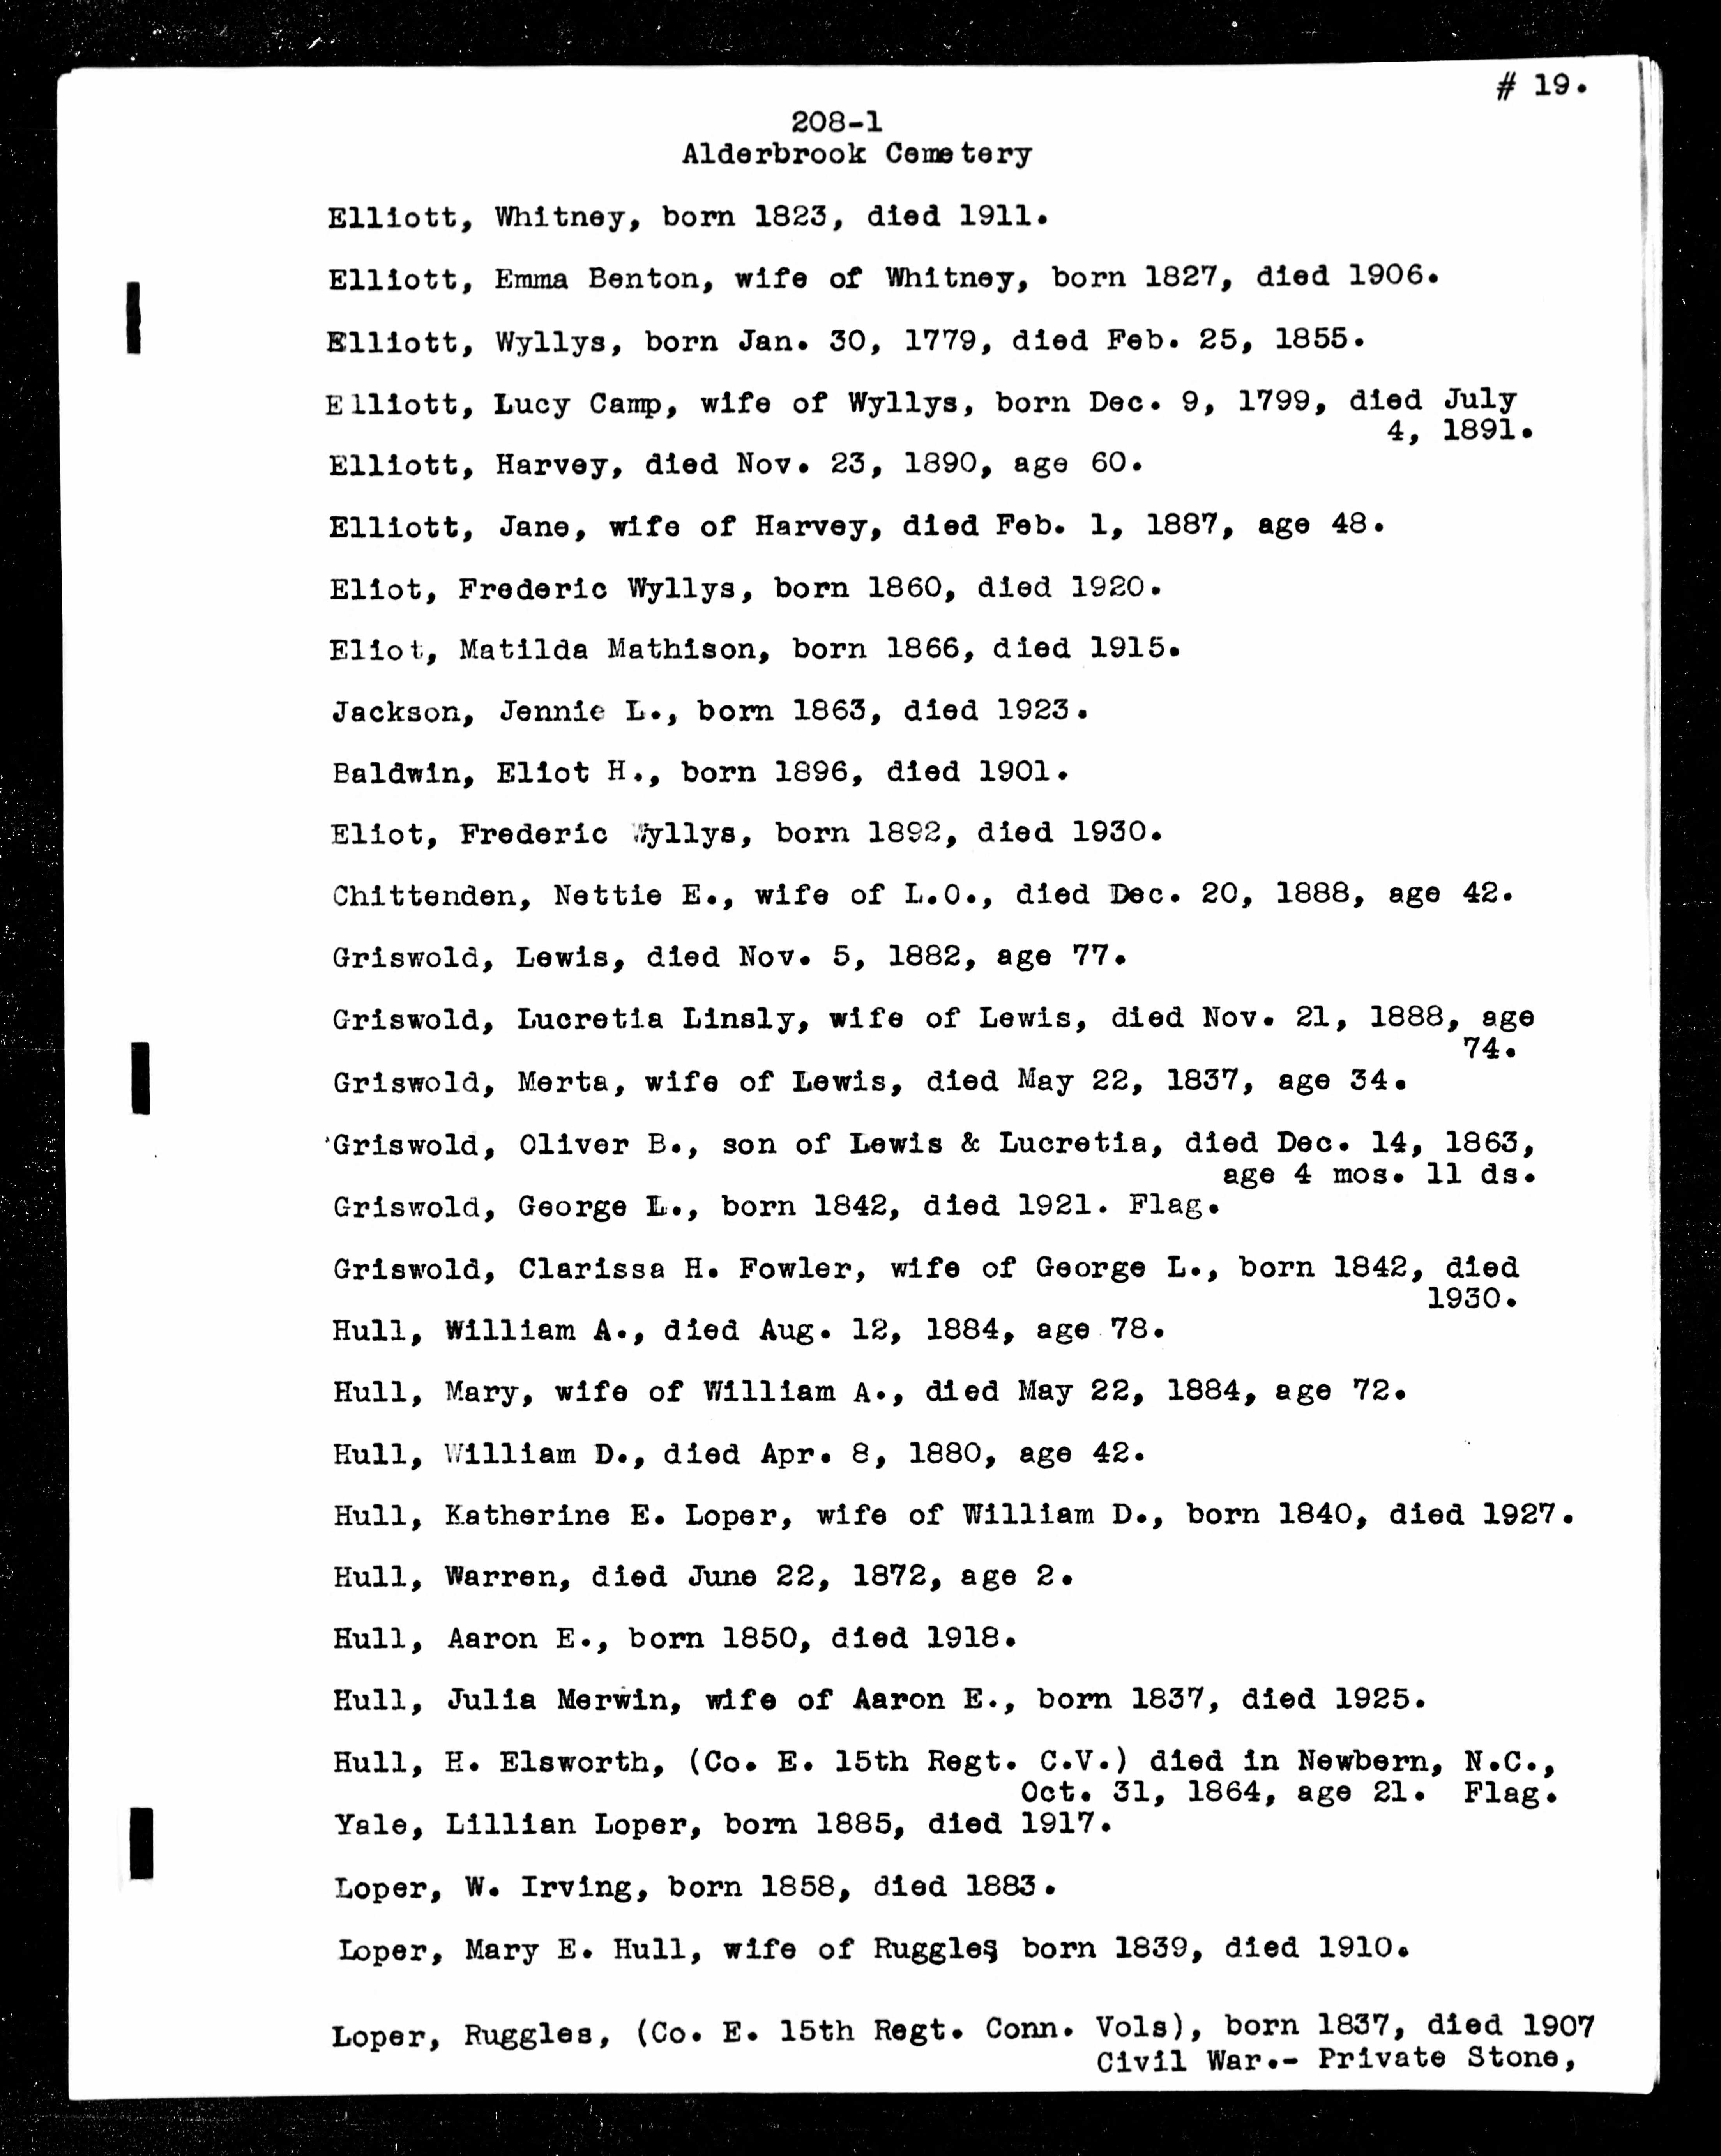 # 19.
208-1
Alderbrook Cemetery
Elliott, Whitney, born 1823, died 1911.
Elliott, Emma Benton, wife of Whitney, born 1827, died 1906.
Elliott, Wyllys, born Jan. 30, 1779, died Feb. 25, 1855.
Elliott, Lucy Camp, wife of Wyllys, born Dec. 9, 1799, died July
4, 1891.
Elliott, Harvey, died Nov. 23, 1890, age 60.
Elliott, Jane, wife of Harvey, died Feb. 1, 1887, age 48.
Eliot, Frederic Wyllys, born 1860, died 1920.
Eliot, Matilda Mathison, born 1866, died 1915.
Jackson, Jennie L., born 1863, died 1923.
Baldwin, Eliot H., born 1896, died 1901.
Eliot, Frederic Wyllys, born 1892, died 1930.
Chittenden, Nettie E., wife of L.O., died Dec. 20, 1888, age 42.
Griswold, Lewis, died Nov. 5, 1882, age 77.
Griswold, Lucretia Linsly, wife of Lewis, died Nov. 21, 1888, age
74.
Griswold, Merta, wife of Lewis, died May 22, 1837, age 34.
Griswold, Oliver B., son of Lewis & Lucretia, died Dec. 14, 1863,
age 4 mos. 11 ds.
Griswold, George L., born 1842, died 1921. Flag.
Griswold, Clarissa H. Fowler, wife of George L., born 1842, died
1930.
Hull, William A., died Aug. 12, 1884, age 78.
Hull, Mary, wife of William A., died May 22, 1884, age 72.
Hull, William D., died Apr. 8, 1880, age 42.
Hull, Katherine E. Loper, wife of William D., born 1840, died 1927.
Hull, Warren, died June 22, 1872, age 2.
Hull, Aaron E., born 1850, died 1918.
Hull, Julia Merwin, wife of Aaron E., born 1837, died 1925.
Hull, H. Elsworth, (Co. E. 15th Regt. C.V.) died in Newbern, N.C.,
Oct. 31, 1864, age 21. Flag.
Yale, Lillian Loper, born 1885, died 1917.
Loper, W. Irving, born 1858, died 1883.
Loper, Mary E. Hull, wife of Ruggles, born 1839, died 1910.
Loper, Ruggles, (Co. E. 15th Regt. Conn. Vols), born 1837, died 1907
Civil War.- Private Stone,